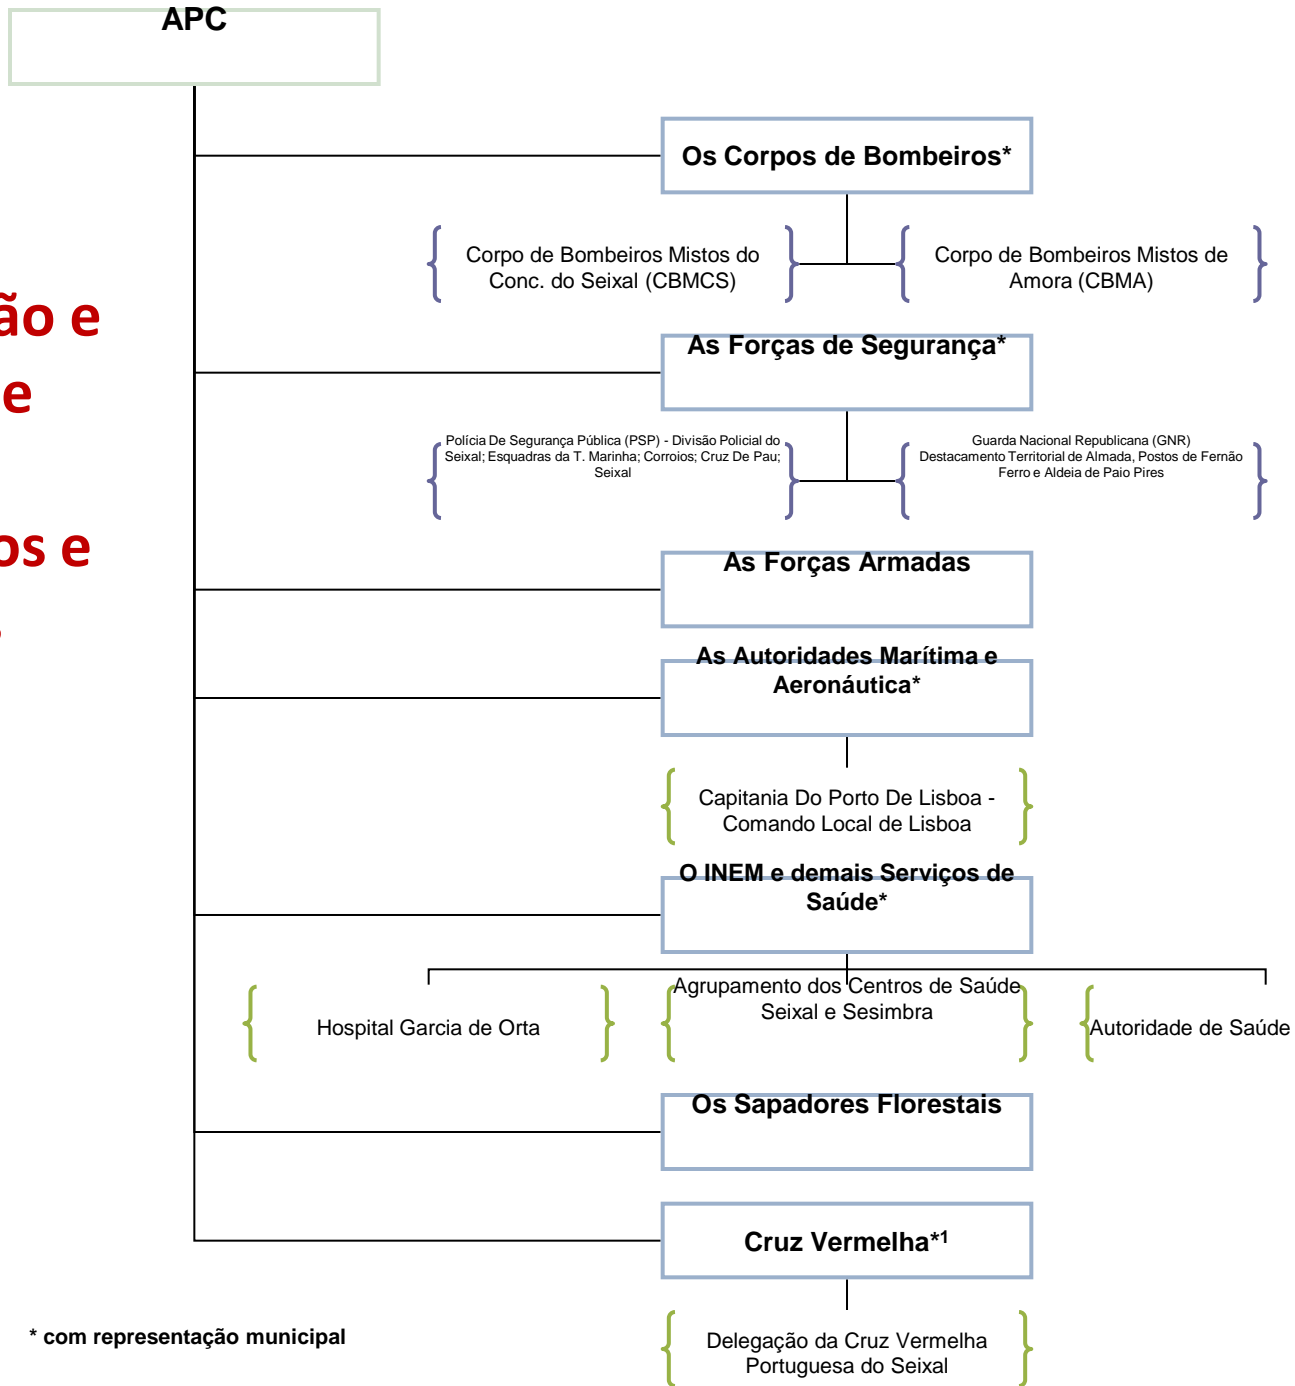 APC
Os Corpos de Bombeiros*
Corpo de Bombeiros Mistos do
Conc. do Seixal (CBMCS)
Corpo de Bombeiros Mistos de
Amora (CBMA)
ão e
e
os e
As Forças de Segurança*
Polícia De Segurança Pública (PSP) - Divisão Policial do
Seixal; Esquadras da T. Marinha; Corroios; Cruz De Pau;
Seixal
Guarda Nacional Republicana (GNR)
Destacamento Territorial de Almada, Postos de Fernão
Ferro e Aldeia de Paio Pires
As Forças Armadas
As Autoridades Marítima e
Aeronáutica*
Capitania Do Porto De Lisboa -
Comando Local de Lisboa
O INEM e demais Serviços de
Saúde*
Hospital Garcia de Orta
Agrupamento dos Centros de Saúde
Seixal e Sesimbra
Autoridade de Saúde
Os Sapadores Florestais
Cruz Vermelha*¹
Delegação da Cruz Vermelha
Portuguesa do Seixal
* com representação municipal